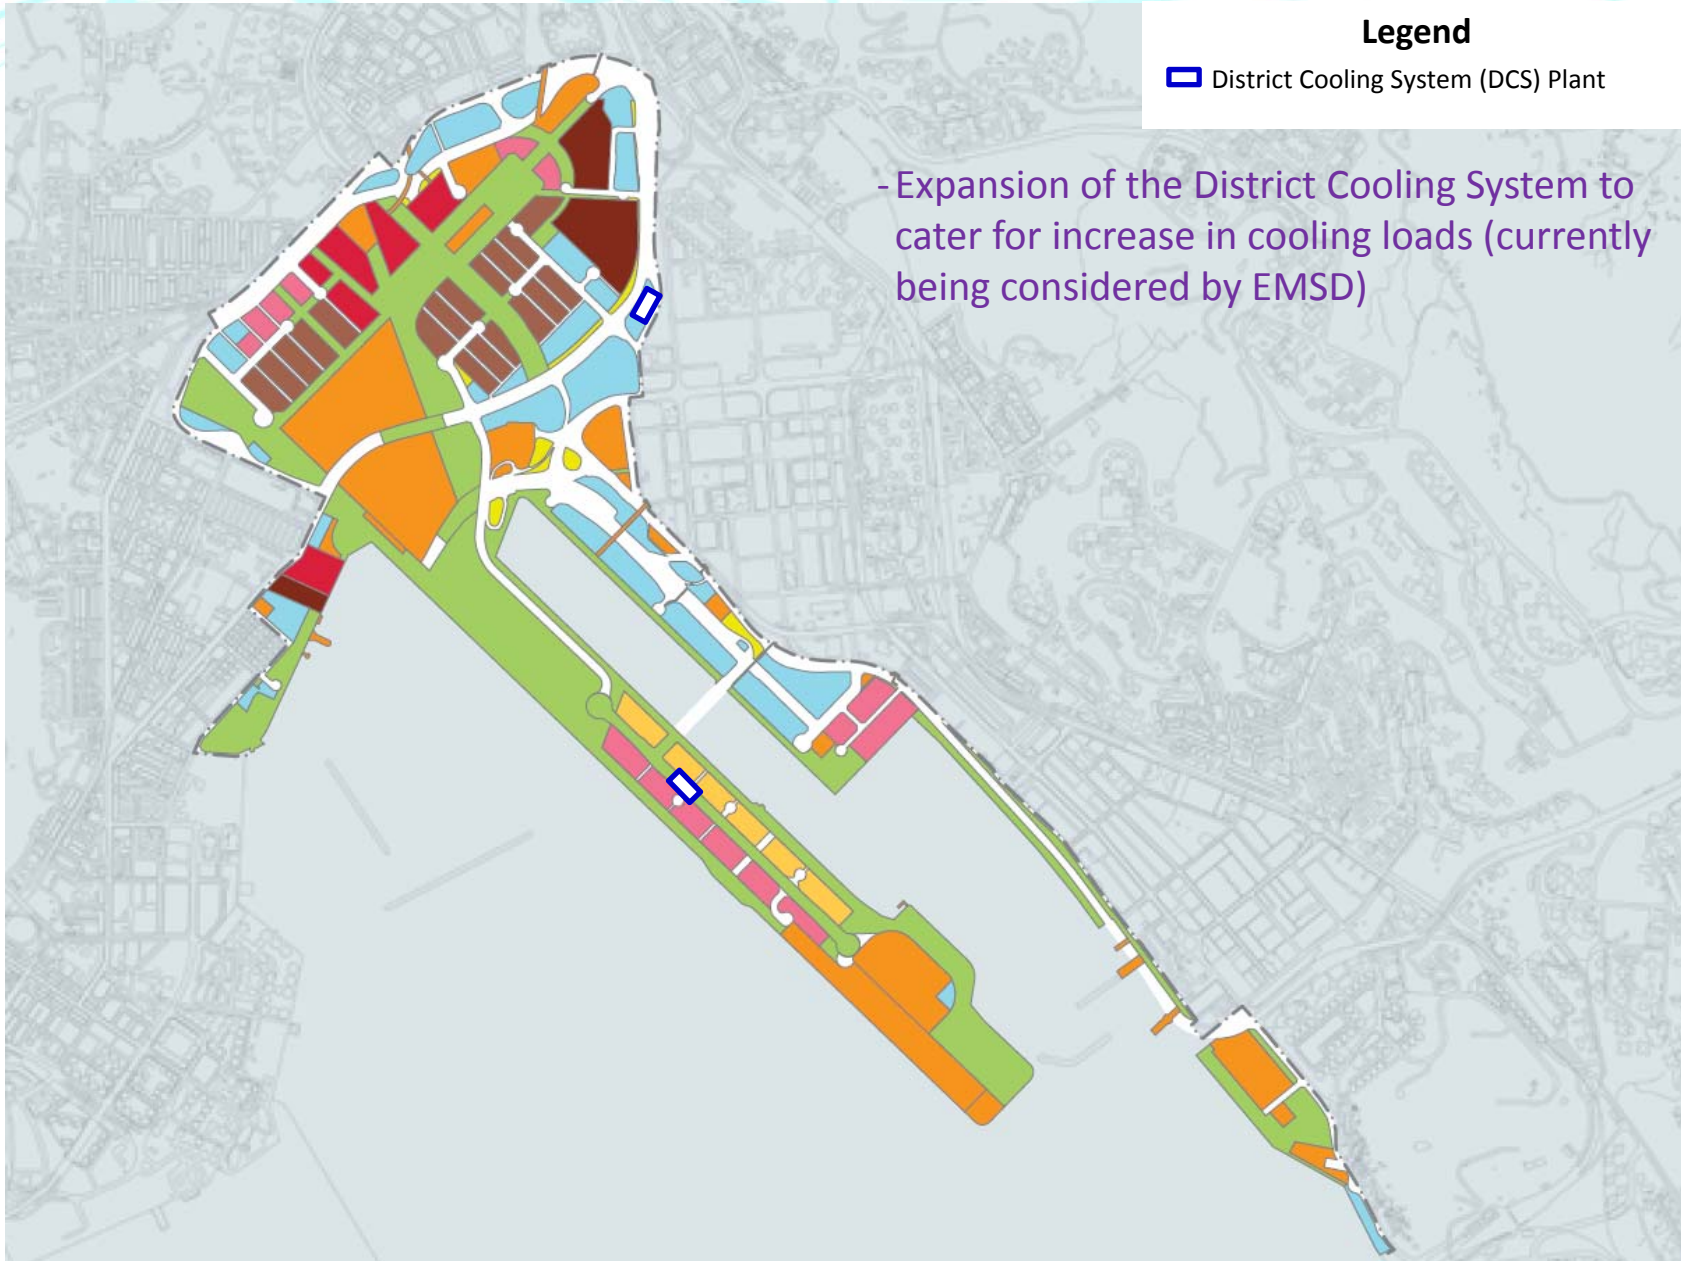 Legend
District Cooling System (DCS) Plant
- Expansion of the District Cooling System to
cater for increase in cooling loads (currently
being considered by EMSD)